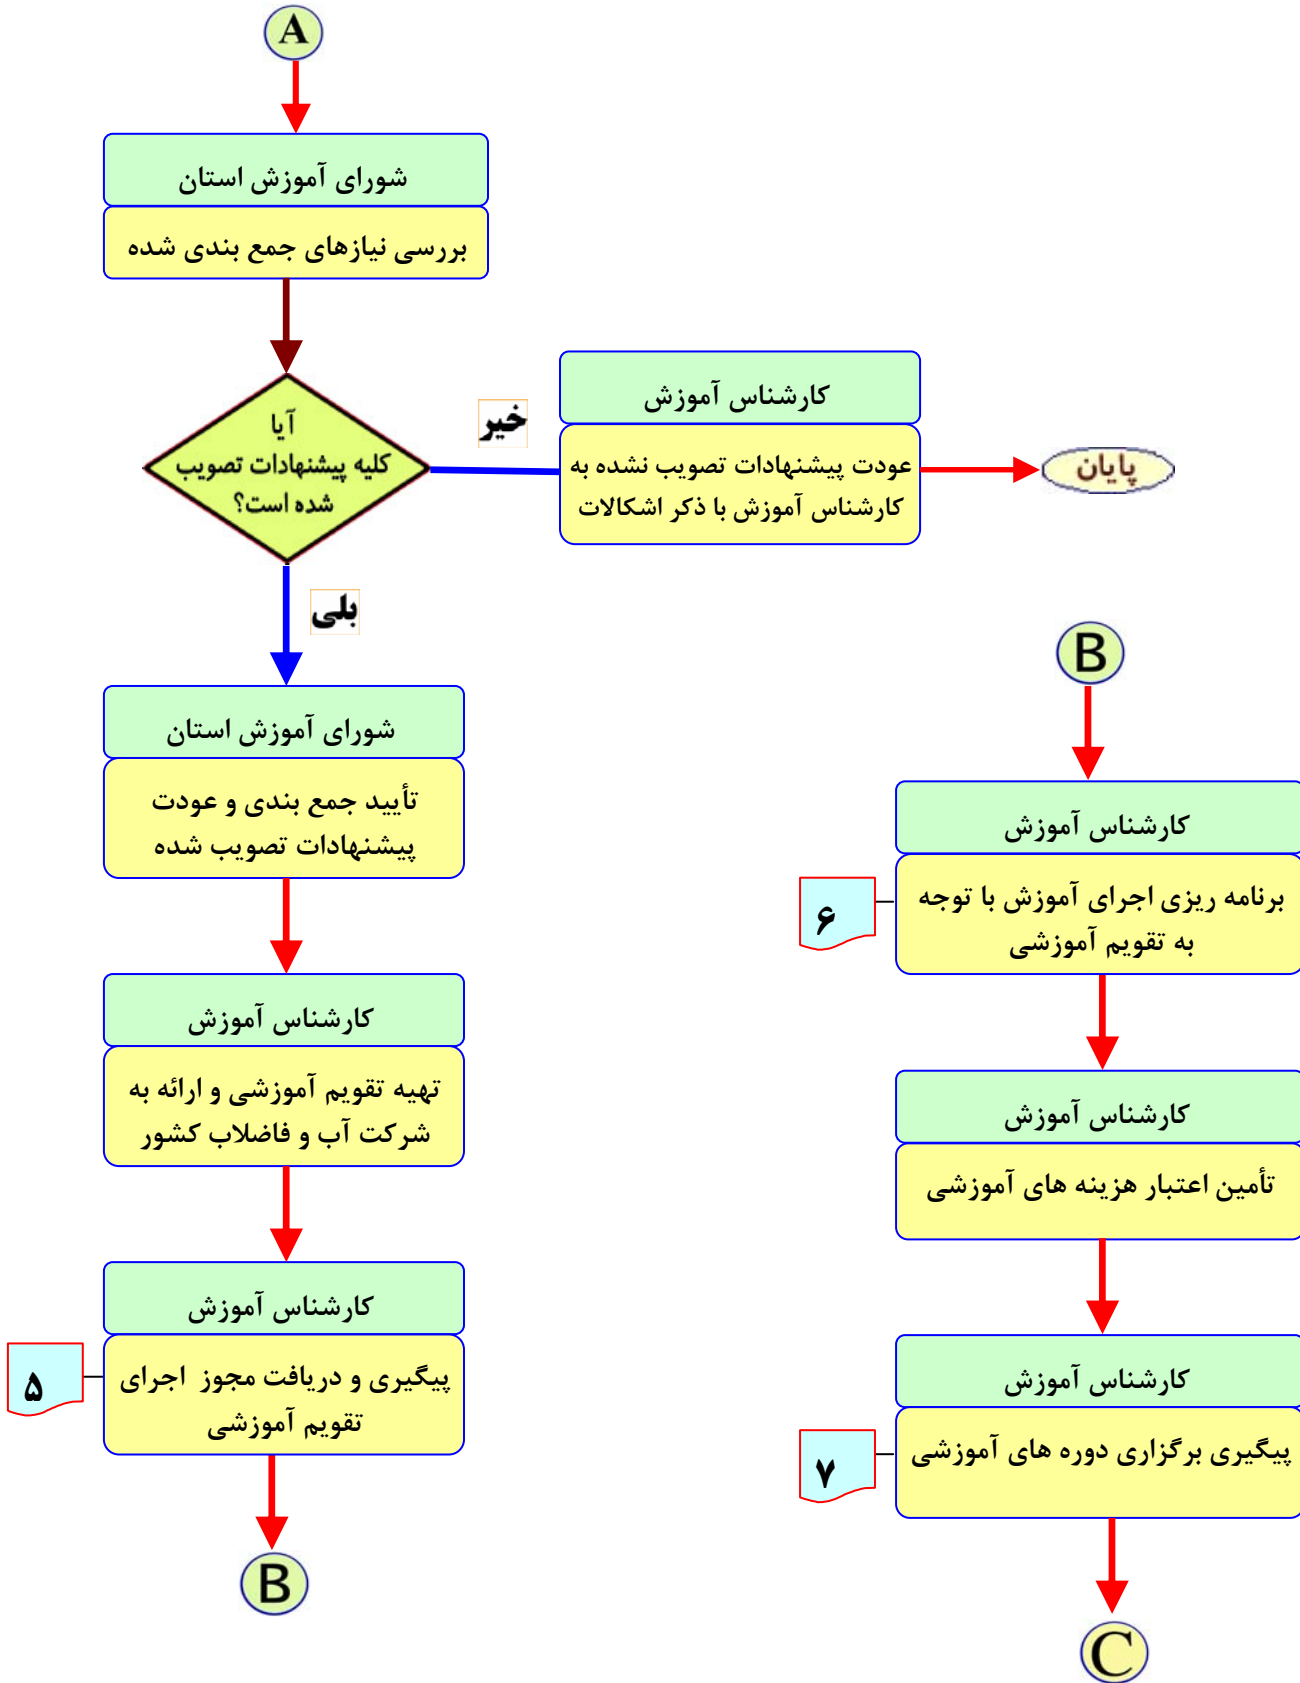 A
شورای آموزش استان
بررسی نیازهای جمع بندی شده
آیا
کلیه پیشنهادات تصویب
شده است؟
خیر
کارشناس آموزش
عودت پیشنهادات تصویب نشده به
کارشناس آموزش با ذکر اشکالات
پایان
بلی
شورای آموزش استان
تأیید جمع بندی و عودت
پیشنهادات تصویب شده
کارشناس آموزش
تهیه تقویم آموزشی و ارائه به
شرکت آب و فاضلاب کشور
کارشناس آموزش
پیگیری و دریافت مجوز اجرای
تقویم آموزشی
۵
B
B
کارشناس آموزش
برنامه ریزی اجرای آموزش با توجه
به تقویم آموزشی
۶
کارشناس آموزش
تأمین اعتبار هزینه های آموزشی
کارشناس آموزش
پیگیری برگزاری دوره های آموزشی
۷
C